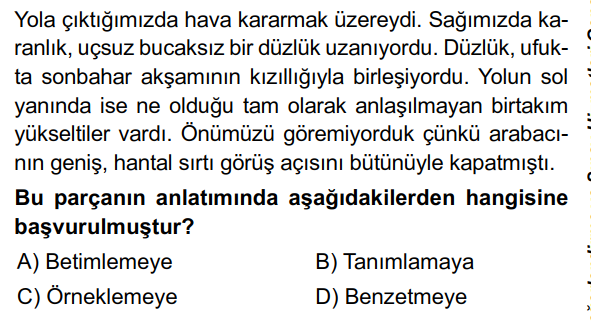 Yola çıktığımızda hava kararmak üzereydi. Sağımızda ka-
ranlık, uçsuz bucaksız bir düzlük uzanıyordu. Düzlük, ufuk-
ta sonbahar akşamının kızıllığıyla birleşiyordu. Yolun sol
yanında ise ne olduğu tam olarak anlaşılmayan birtakım
yükseltiler vardı. Önümüzü göremiyorduk çünkü arabacı-
nın geniş, hantal sırtı görüş açısını bütünüyle kapatmıştı.
Bu parçanın anlatımında aşağıdakilerden hangisine
başvurulmuştur?
A) Betimlemeye B) Tanımlamaya
C) Örneklemeye D) Benzetmeye